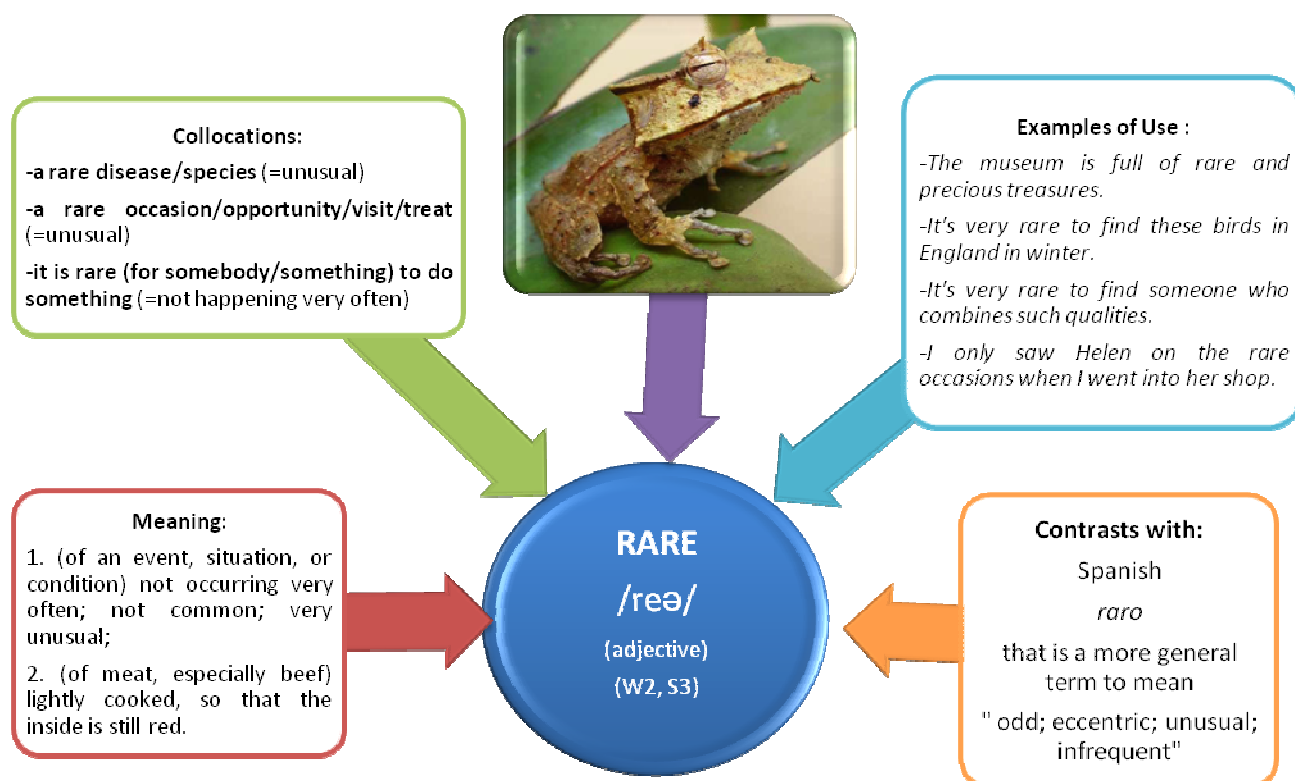 Collocations:
-a rare disease/species (=unusual)
-a rare occasion/opportunity/visit/treat
(=unusual)
-it is rare (for somebody/something) to do
something (=not happening very often)
Examples of Use :
-The museum is full of rare and
precious treasures.
-It's very rare to find these birds in
England in winter.
-It's very rare to find someone who
combines such qualities.
-I only saw Helen on the rare
occasions when I went into her shop.
Meaning:
1. (of an event, situation, or
condition) not occurring very
often; not common; very
unusual;
2. (of meat, especially beef)
lightly cooked, so that the
inside is still red.
RARE
/reə/
(adjective)
(W2, S3)
Contrasts with:
Spanish
raro
that is a more general
term to mean
" odd; eccentric; unusual;
infrequent"